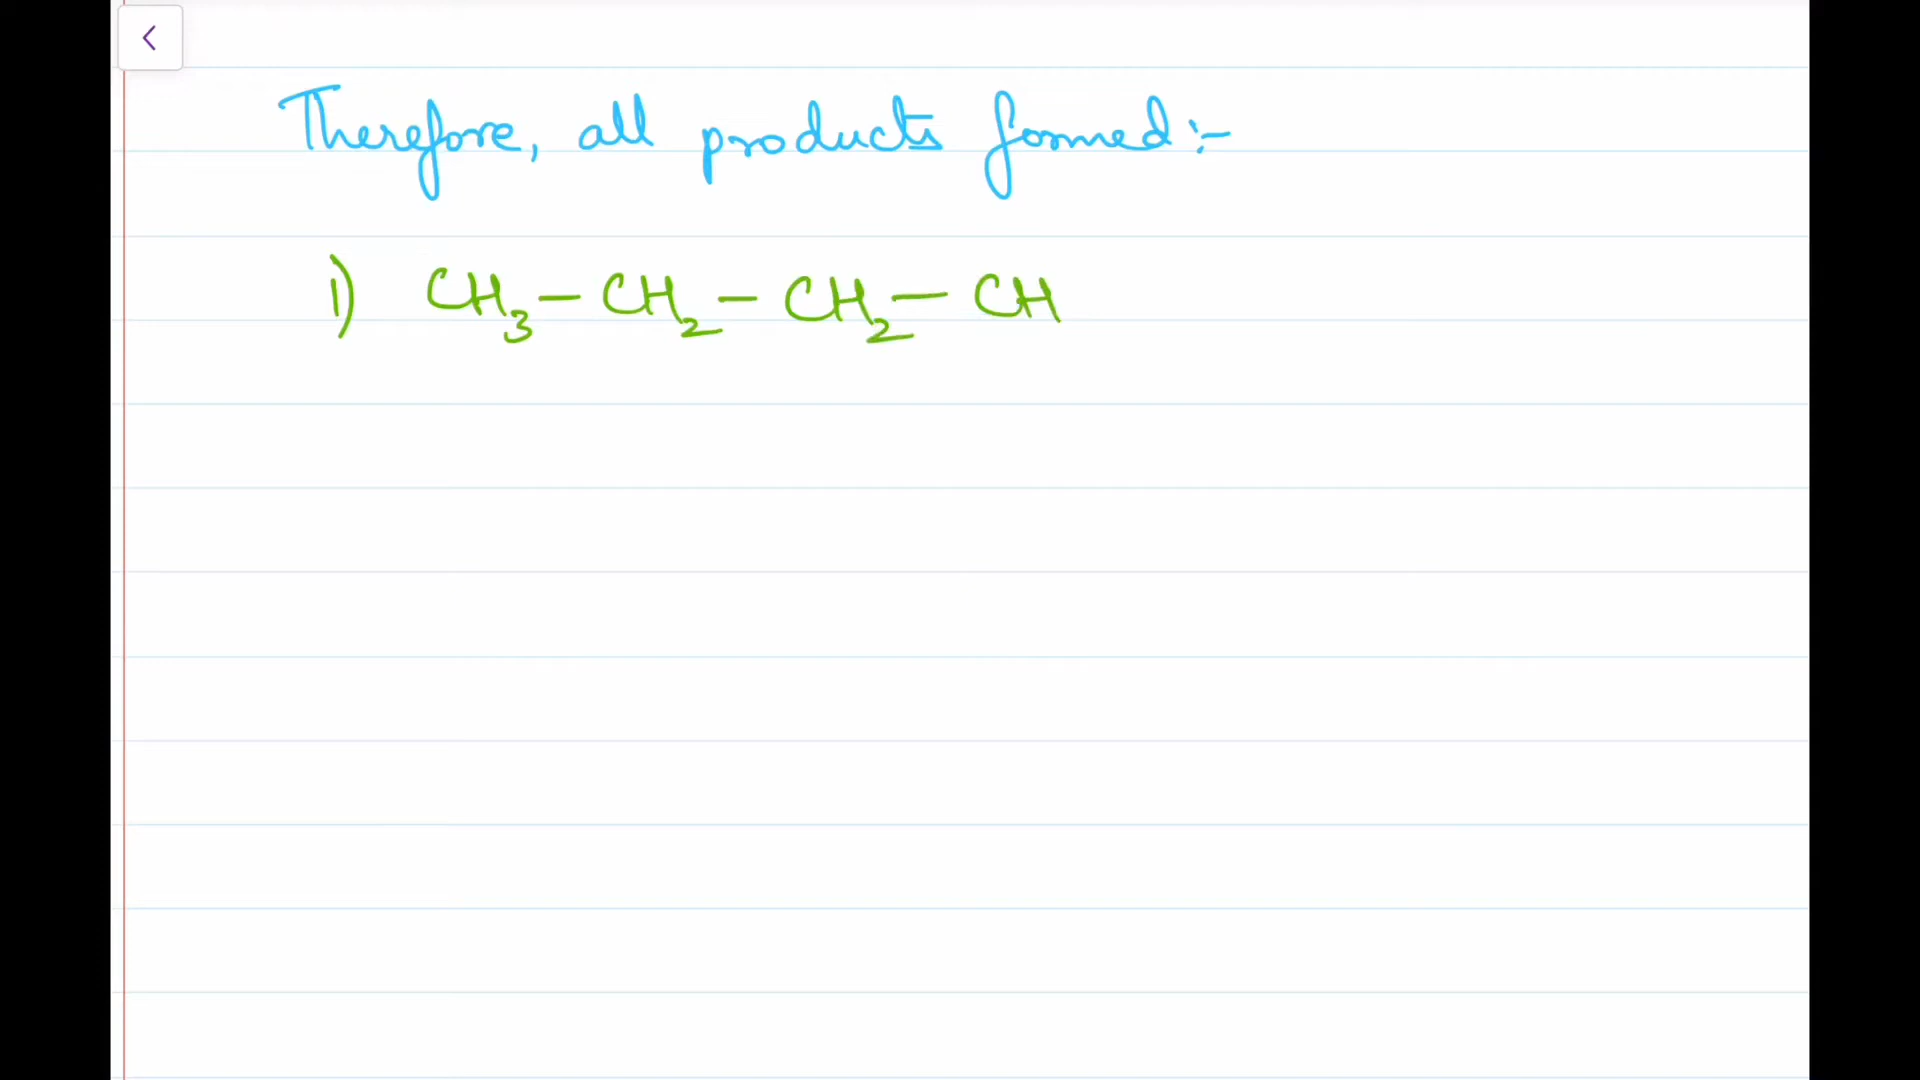 Therefore, all products formed:-
1) CH₃ - CH₂ - CH₂ - CH